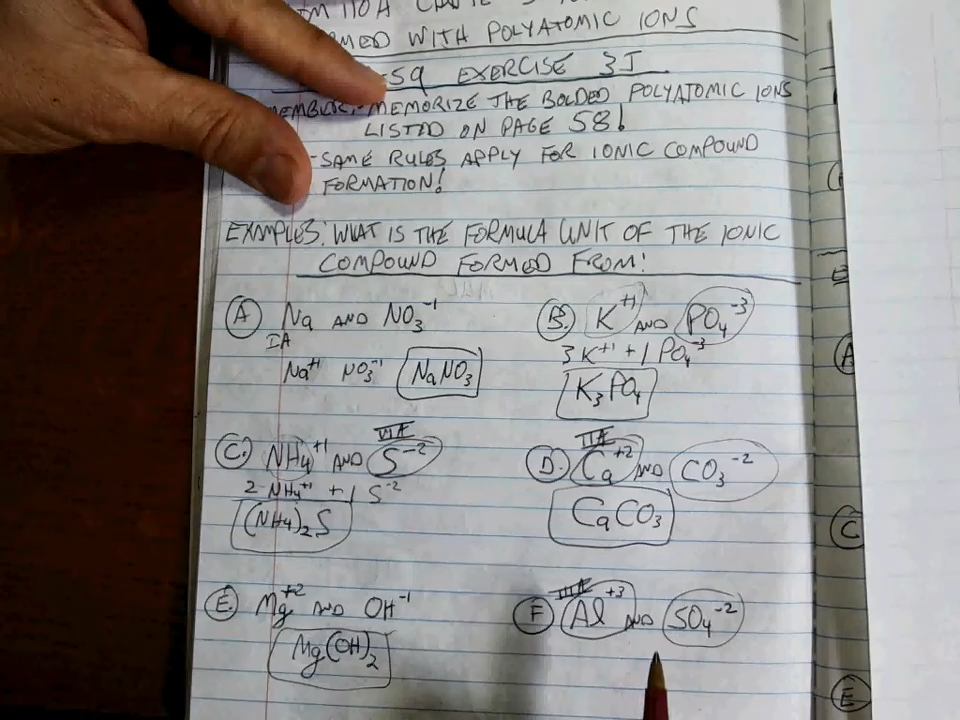 FORMED WITH POLYATOMIC IONS
59 EXERCISE 3J
MEMORIZE THE BOLDED POLYATOMIC IONS
LISTED ON PAGE 58!
-SAME RULES APPLY FOR IONIC COMPOUND
FORMATION!
EXAMPLES: WHAT IS THE FORMULA UNIT OF THE IONIC
COMPOUND FORMED FROM:
A Na AND NO₃⁻¹
IA
Na⁺¹ NO₃⁻¹ NaNO₃
B. K⁺¹ AND PO₄⁻³
3K⁺¹ + 1 PO₄⁻³
K₃PO₄
C. NH₄⁺¹ AND S⁻²
VIA
2 NH₄⁺¹ + 1 S⁻²
(NH₄)₂S
D. Ca⁺² AND CO₃⁻²
IIA
CaCO₃
E. Mg⁺² AND OH⁻¹
Mg(OH)₂
F Al⁺³ AND SO₄⁻²
IIIA
C
E